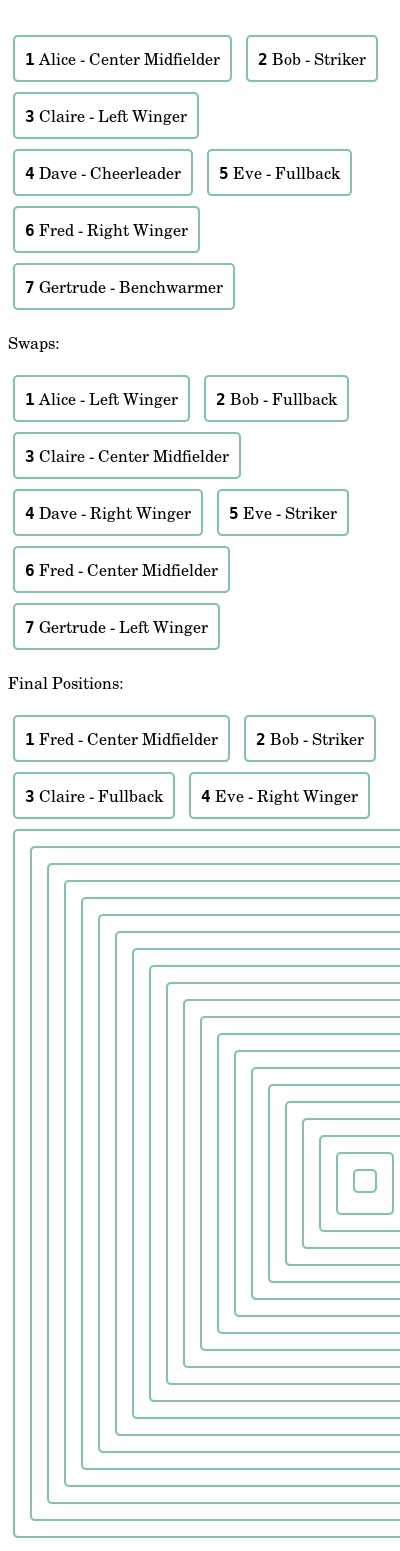 1 Alice - Center Midfielder 2 Bob - Striker
3 Claire - Left Winger
4 Dave - Cheerleader 5 Eve - Fullback
6 Fred - Right Winger
7 Gertrude - Benchwarmer
Swaps:
1 Alice - Left Winger 2 Bob - Fullback
3 Claire - Center Midfielder
4 Dave - Right Winger 5 Eve - Striker
6 Fred - Center Midfielder
7 Gertrude - Left Winger
Final Positions:
1 Fred - Center Midfielder 2 Bob - Striker
3 Claire - Fullback 4 Eve - Right Winger